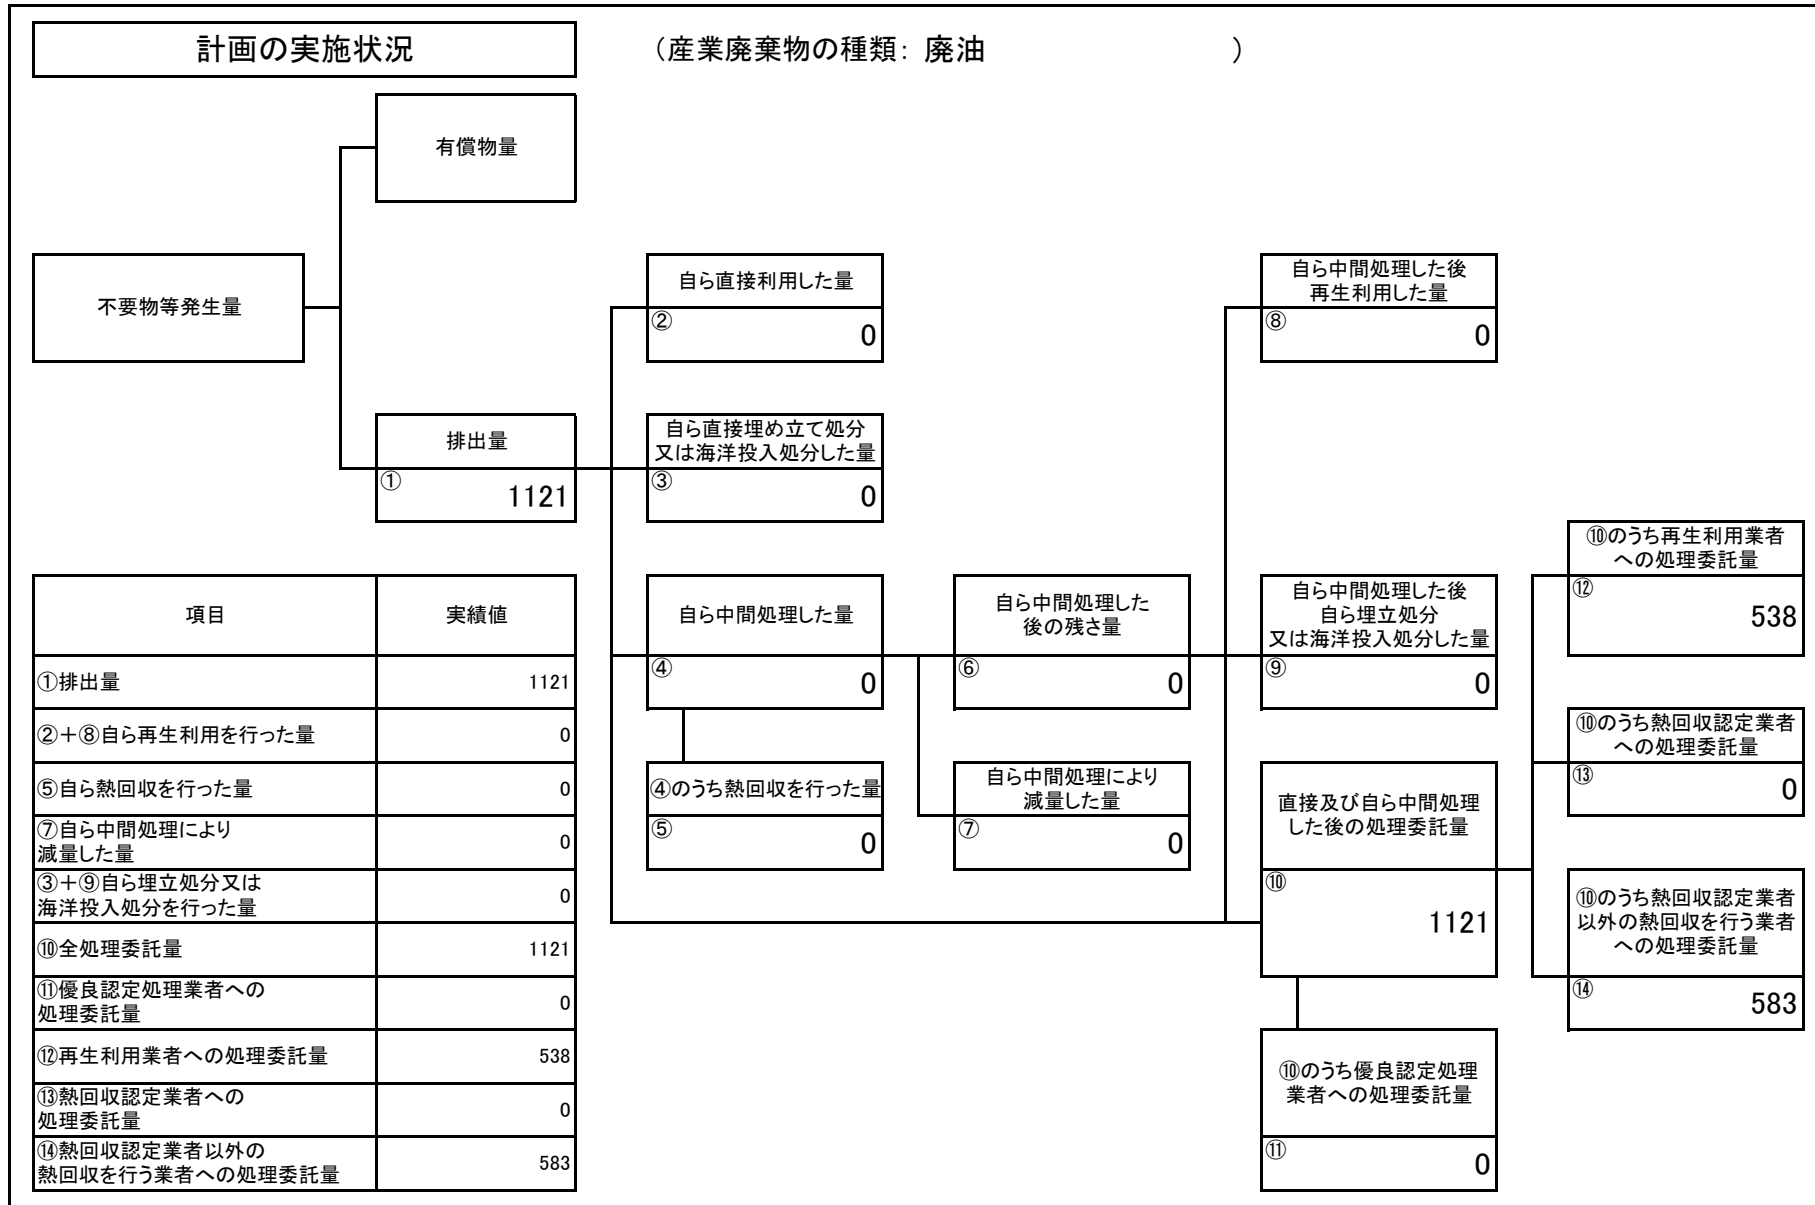 計画の実施状況
（産業廃棄物の種類： 廃油 ）
有償物量
不要物等発生量
排出量
① 1121
自ら直接利用した量
② 0
自ら直接埋め立て処分
又は海洋投入処分した量
③ 0
自ら中間処理した量
④ 0
④のうち熱回収を行った量
⑤ 0
自ら中間処理した
後の残さ量
⑥ 0
自ら中間処理により
減量した量
⑦ 0
自ら中間処理した後
再生利用した量
⑧ 0
自ら中間処理した後
自ら埋立処分
又は海洋投入処分した量
⑨ 0
直接及び自ら中間処理
した後の処理委託量
⑩
1121
⑩のうち優良認定処理
業者への処理委託量
⑪ 0
⑩のうち再生利用業者
への処理委託量
⑫
538
⑩のうち熱回収認定業者
への処理委託量
⑬ 0
⑩のうち熱回収認定業者
以外の熱回収を行う業者
への処理委託量
⑭ 583
項目 実績値
①排出量 1121
②＋⑧自ら再生利用を行った量 0
⑤自ら熱回収を行った量 0
⑦自ら中間処理により
減量した量 0
③＋⑨自ら埋立処分又は
海洋投入処分を行った量 0
⑩全処理委託量 1121
⑪優良認定処理業者への
処理委託量 0
⑫再生利用業者への処理委託量 538
⑬熱回収認定業者への
処理委託量 0
⑭熱回収認定業者以外の
熱回収を行う業者への処理委託量 583